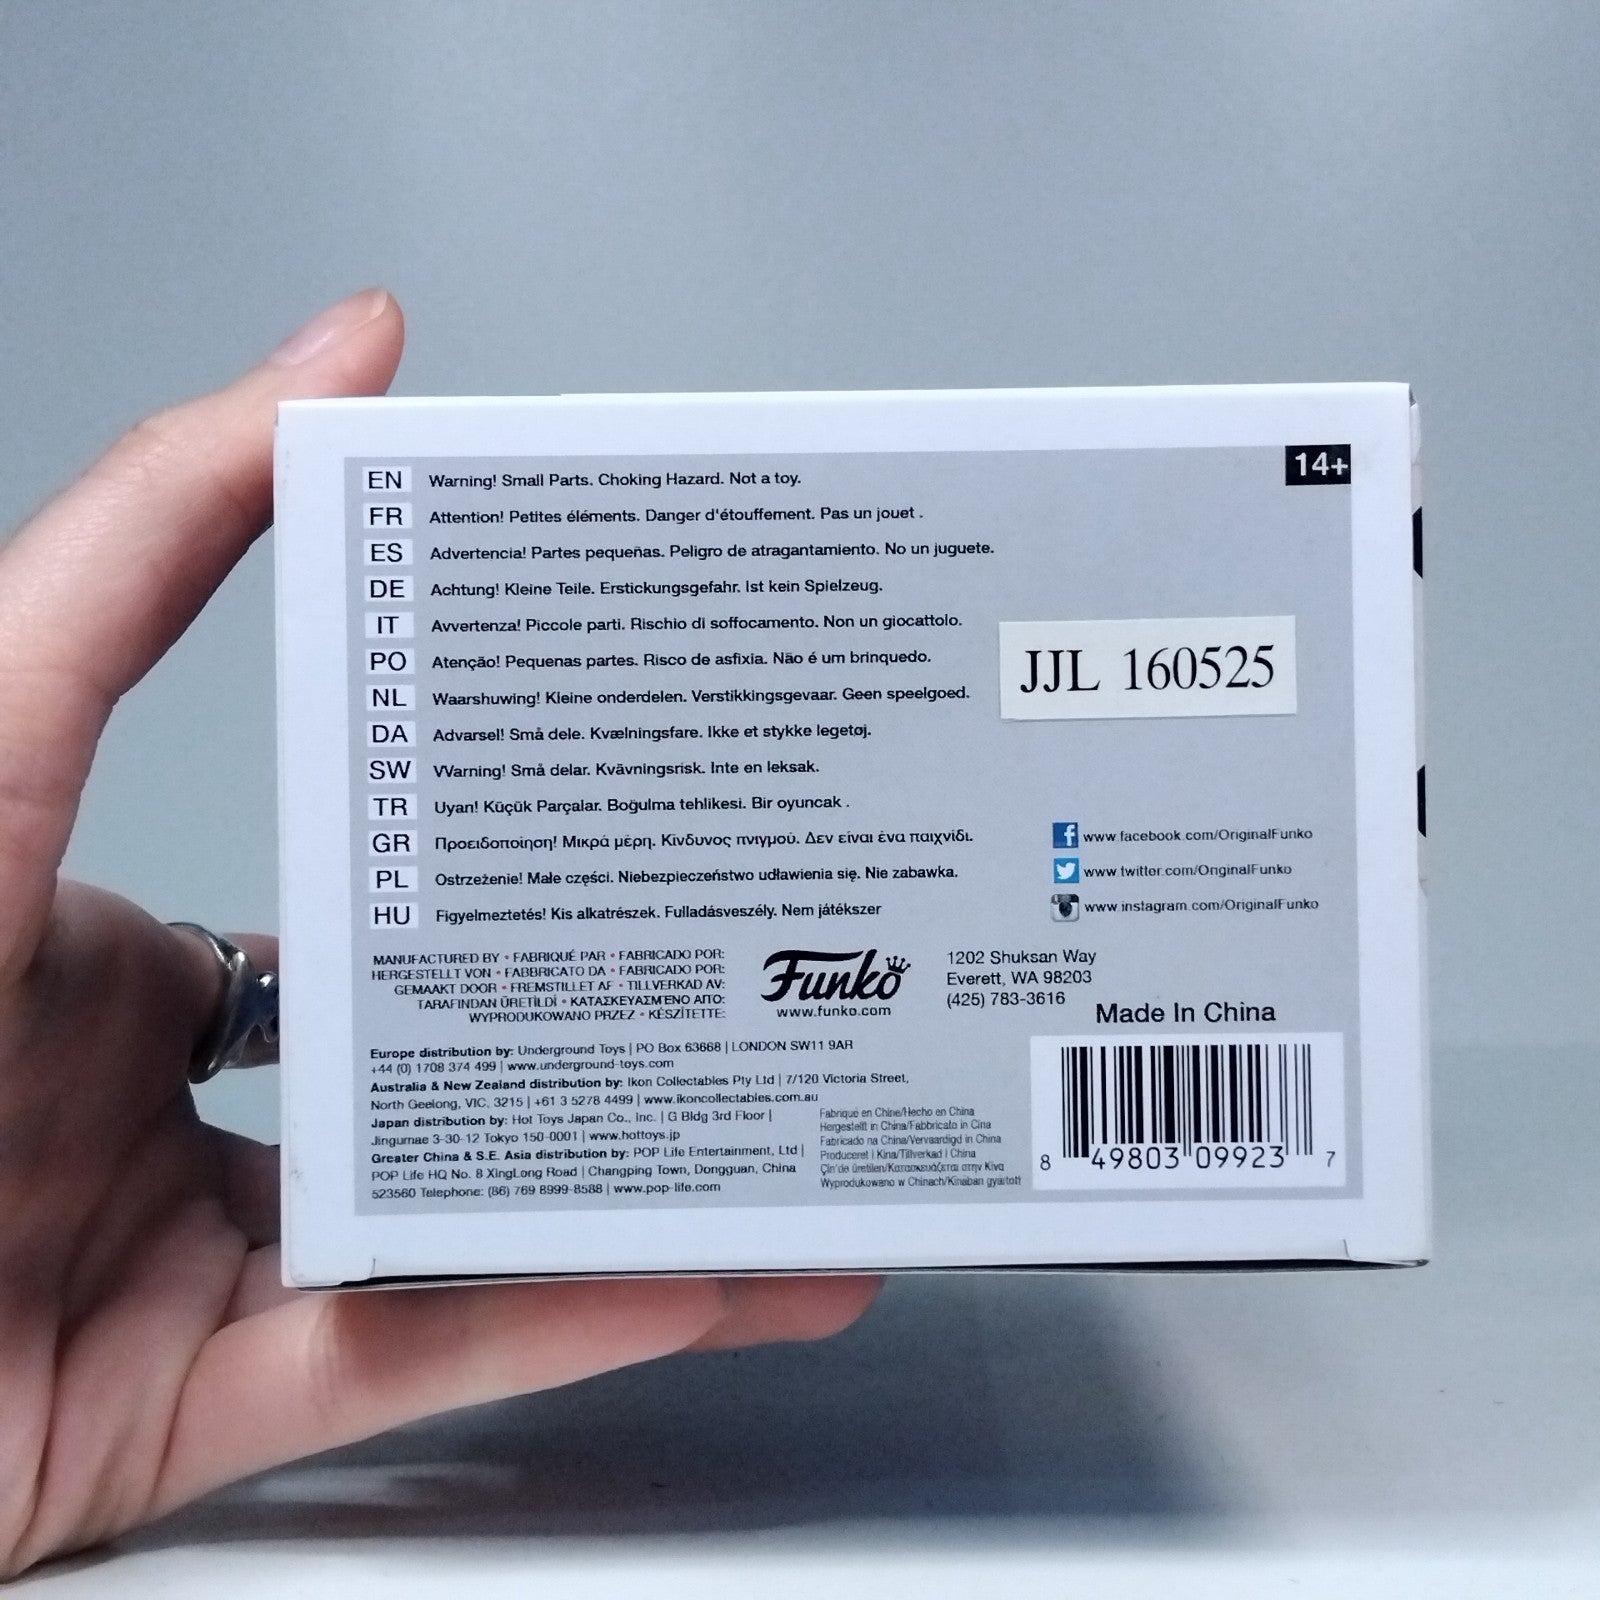 14+
EN Warning! Small Parts. Choking Hazard. Not a toy.
FR Attention! Petites éléments. Danger d'étouffement. Pas un jouet .
ES Advertencia! Partes pequeñas. Peligro de atragantamiento. No un juguete.
DE Achtung! Kleine Teile. Erstickungsgefahr. Ist kein Spielzeug.
IT Avvertenza! Piccole parti. Rischio di soffocamento. Non un giocattolo.
PO Atenção! Pequenas partes. Risco de asfixia. Não é um brinquedo.
NL Waarshuwing! Kleine onderdelen. Verstikkingsgevaar. Geen speelgoed.
DA Advarsel! Små dele. Kvælningsfare. Ikke et stykke legetøj.
SW Warning! Små delar. Kvävningsrisk. Inte en leksak.
TR Uyan! Küçük Parçalar. Boğulma tehlikesi. Bir oyuncak .
GR Προειδοποίηση! Μικρά μέρη. Κίνδυνος πνιγμού. Δεν είναι ένα παιχνίδι.
PL Ostrzeżenie! Małe części. Niebezpieczeństwo udławienia się. Nie zabawka.
HU Figyelmeztetés! Kis alkatrészek. Fulladásveszély. Nem játékszer
JJL 160525
www.facebook.com/OriginalFunko
www.twitter.com/OriginalFunko
www.instagram.com/OriginalFunko
MANUFACTURED BY • FABRIQUÉ PAR • FABRICADO POR:
HERGESTELLT VON • FABBRICATO DA • FABRICADO POR:
GEMAAKT DOOR • FREMSTILLET AF • TILLVERKAD AV:
TARAFINDAN ÜRETİLDİ • ΚΑΤΑΣΚΕΥΑΣΜΈΝΟ ΑΠΌ:
WYPRODUKOWANO PRZEZ • KÉSZÍTETTE:
Funko
www.funko.com
1202 Shuksan Way
Everett, WA 98203
(425) 783-3616
Made In China
Europe distribution by: Underground Toys | PO Box 63668 | LONDON SW11 9AR
+44 (0) 1708 374 499 | www.underground-toys.com
Australia & New Zealand distribution by: Ikon Collectables Pty Ltd | 7/120 Victoria Street,
North Geelong, VIC, 3215 | +61 3 5278 4499 | www.ikoncollectables.com.au
Japan distribution by: Hot Toys Japan Co., Inc. | G Bldg 3rd Floor |
Jingumae 3-30-12 Tokyo 150-0001 | www.hottoys.jp
Greater China & S.E. Asia distribution by: POP Life Entertainment, Ltd |
POP Life HQ No. 8 XingLong Road | Changping Town, Dongguan, China
523560 Telephone: (86) 769 8999-8588 | www.pop-life.com
Fabriqué en Chine/Hecho en China
Hergestellt in China/Fabbricato in Cina
Fabricado na China/Vervaardigd in China
Produceret i Kina/Tillverkad i China
Çin'de üretilen/Κατασκευάζεται στην Κίνα
Wyprodukowano w Chinach/Kínában gyártott
8 49803 09923 7